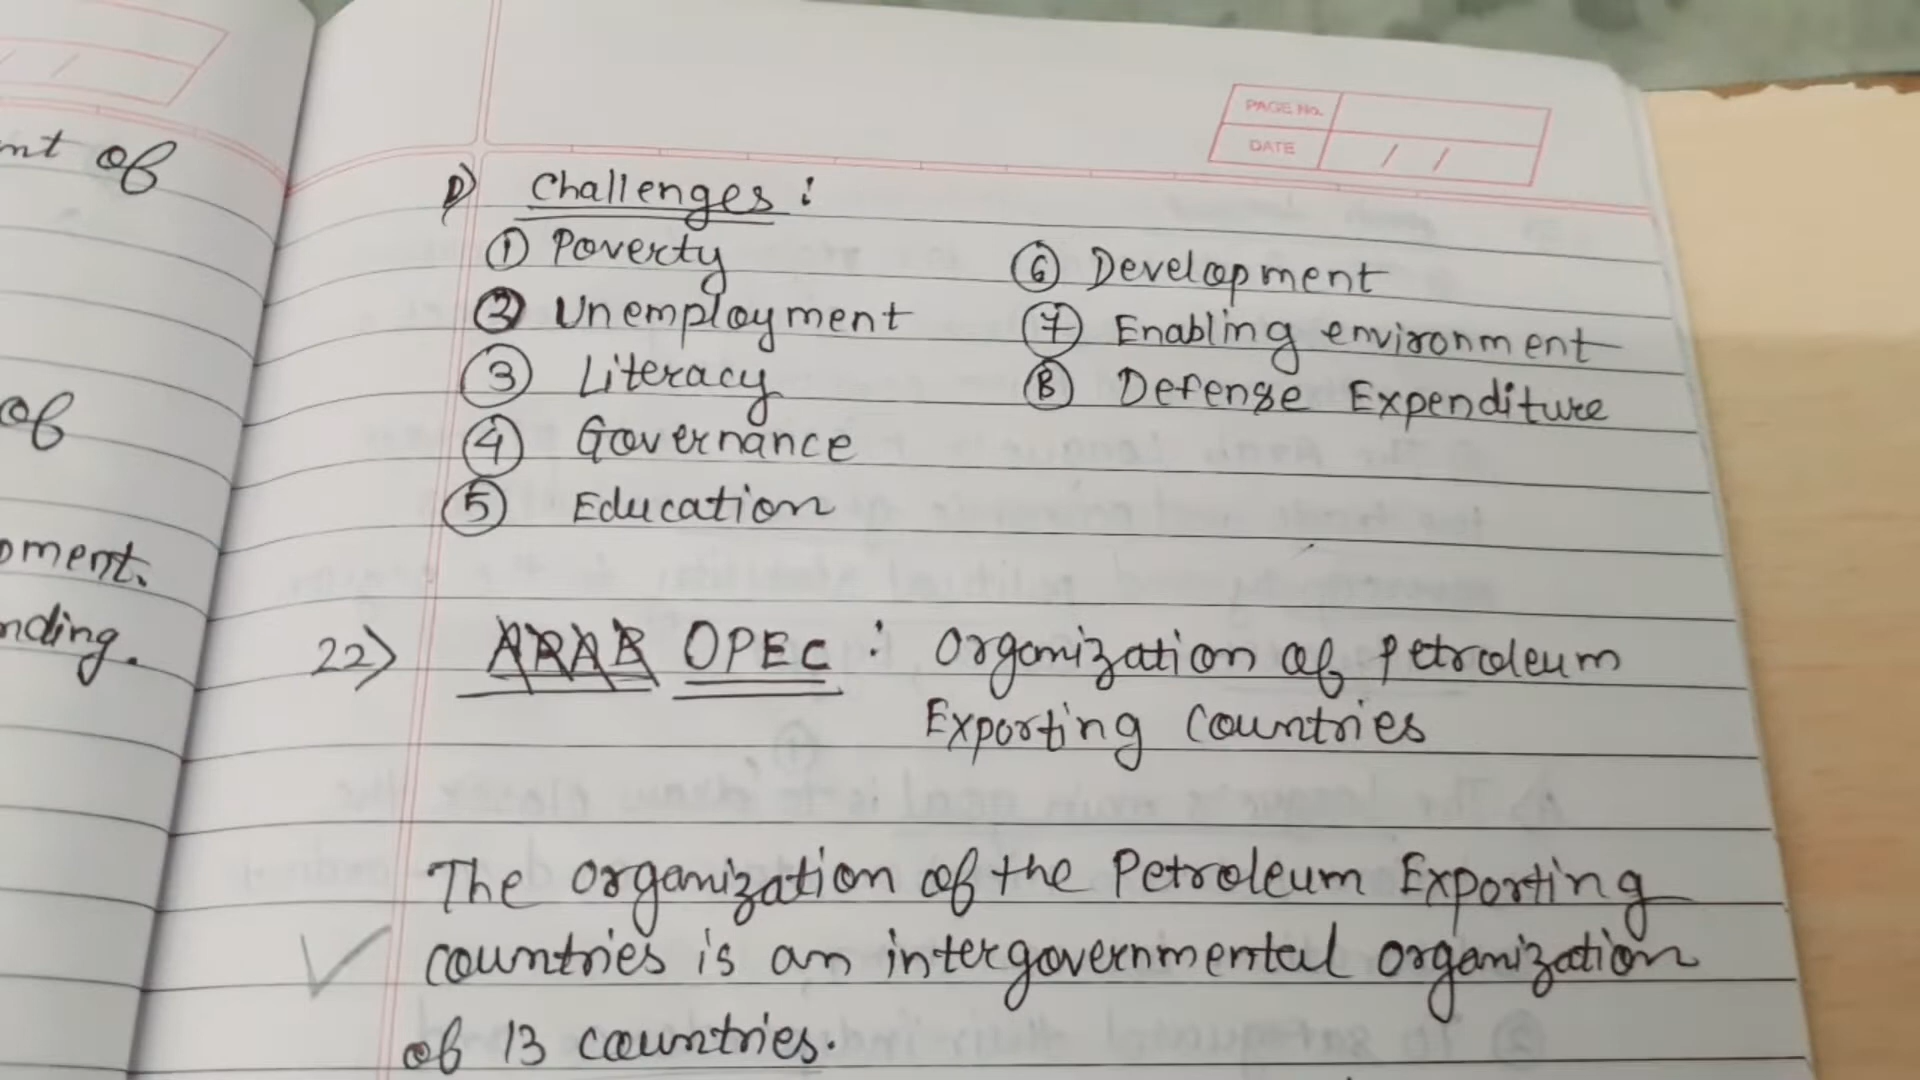 nt of
of
oment.
nding.
PAGE No.
DATE / /
D) Challenges :
① Poverty
② Unemployment
③ Literacy
④ Governance
⑤ Education
⑥ Development
⑦ Enabling environment
⑧ Defense Expenditure
22> ARAB OPEC : Organization of Petroleum
Exporting Countries
The organization of the Petroleum Exporting
countries is an intergovernmental organization
of 13 countries.